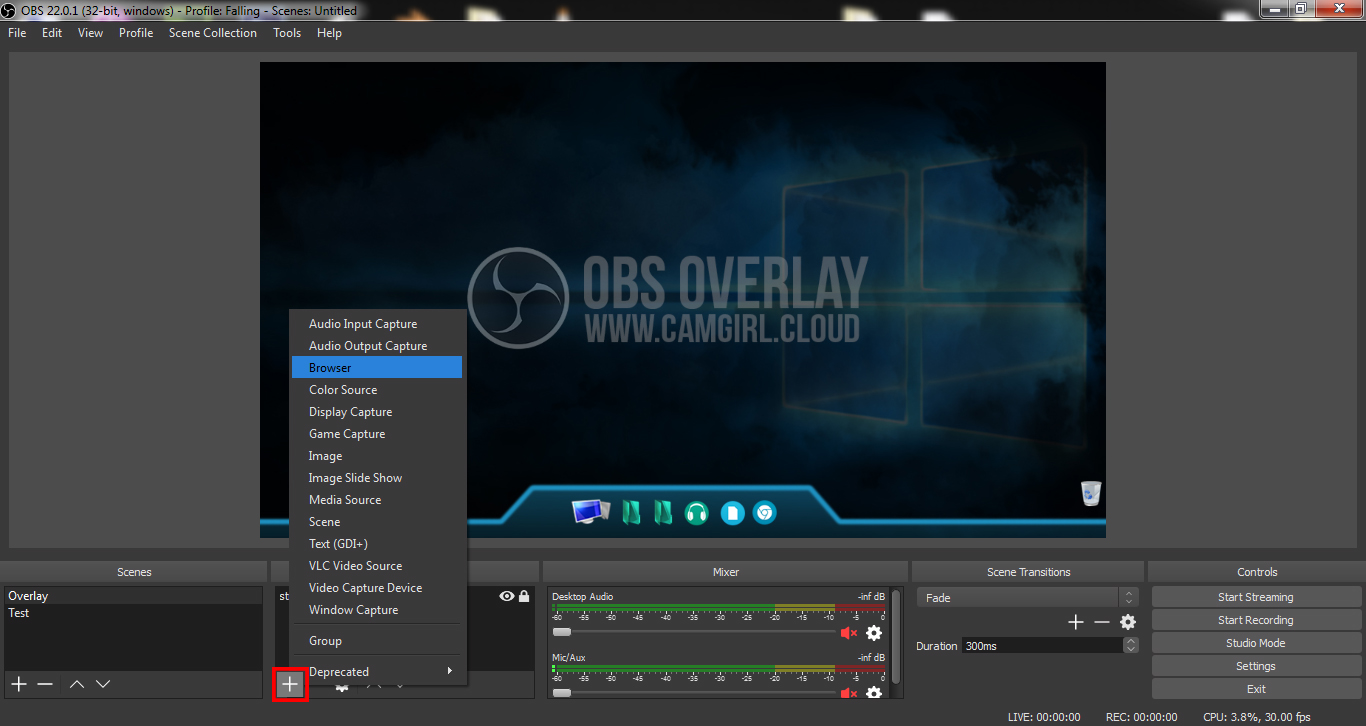 OBS 22.0.1 (32-bit, windows) - Profile: Falling - Scenes: Untitled
File Edit View Profile Scene Collection Tools Help
OBS OVERLAY
WWW.CAMGIRL.CLOUD
Audio Input Capture
Audio Output Capture
Browser
Color Source
Display Capture
Game Capture
Image
Image Slide Show
Media Source
Scene
Text (GDI+)
VLC Video Source
Video Capture Device
Window Capture
Group
Deprecated
Scenes
Overlay
Test
st
Mixer
Desktop Audio -inf dB
-60 -55 -50 -45 -40 -35 -30 -25 -20 -15 -10 -5 0
Mic/Aux -inf dB
-60 -55 -50 -45 -40 -35 -30 -25 -20 -15 -10 -5 0
Scene Transitions
Fade
Duration 300ms
Controls
Start Streaming
Start Recording
Studio Mode
Settings
Exit
LIVE: 00:00:00 REC: 00:00:00 CPU: 3.8%, 30.00 fps